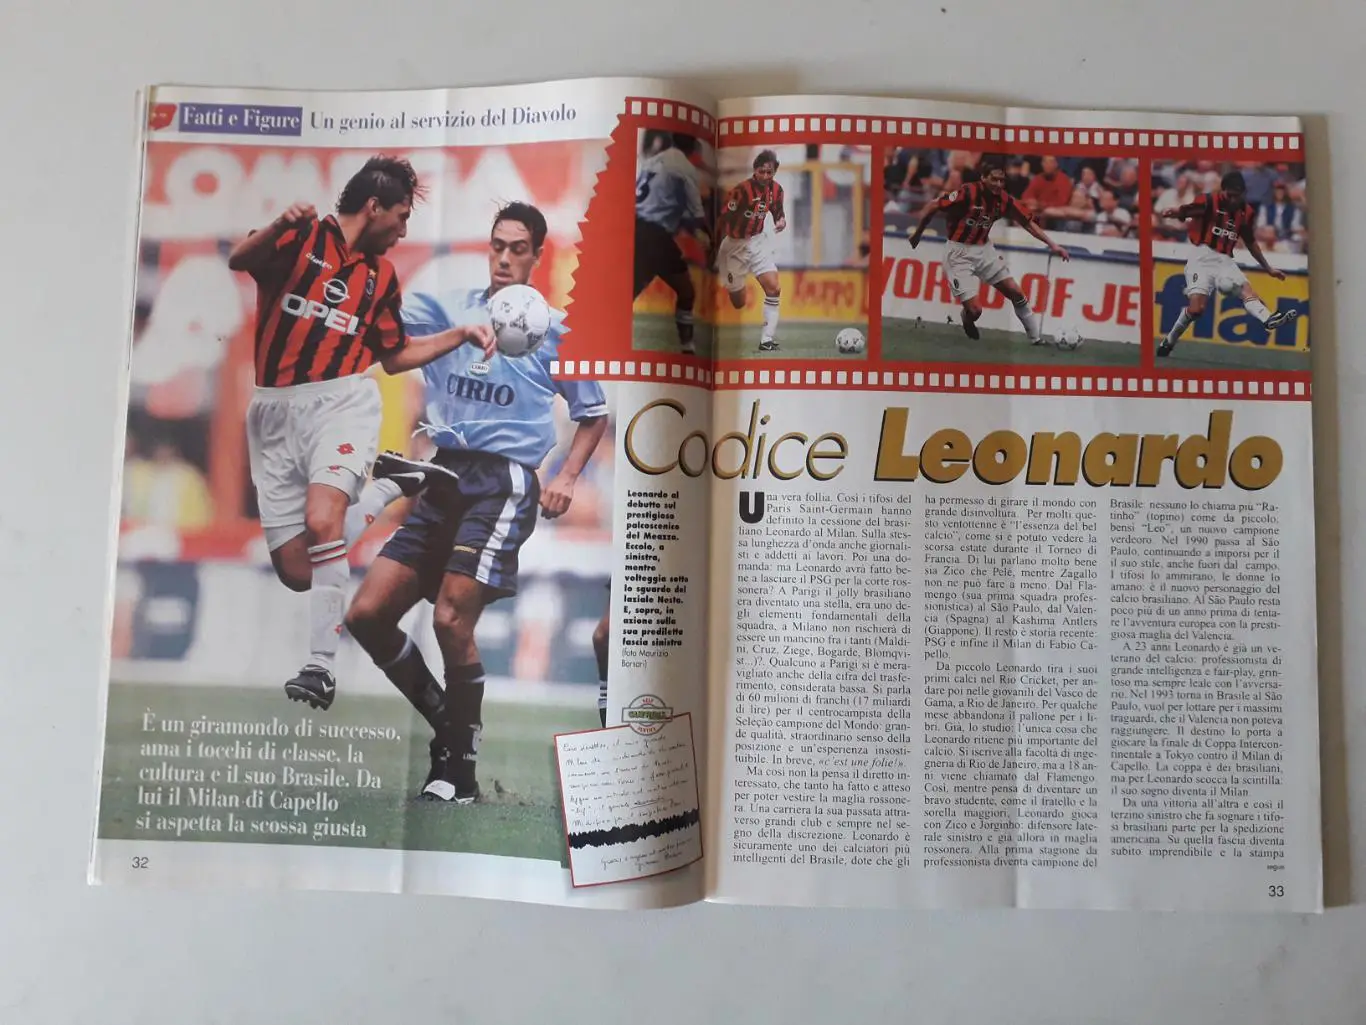 Fatti e Figure Un genio al servizio del Diavolo
OPEL
CIRIO
WORLD OF JE
flam
Codice Leonardo
Leonardo al
debutto sul
prestigioso
palcoscenico
del Meazza.
Eccolo, a
sinistra,
mentre
volteggia sotto
lo sguardo del
laziale Nesta.
E, sopra, in
azione sulla
sua prediletta
fascia sinistra
(foto Maurizio
Borsari)
È un giramondo di successo,
ama i tocchi di classe, la
cultura e il suo Brasile. Da
lui il Milan di Capello
si aspetta la scossa giusta
32
Una vera follia. Così i tifosi del
Paris Saint-Germain hanno
definito la cessione del brasi-
liano Leonardo al Milan. Sulla stes-
sa lunghezza d'onda anche giornali-
sti e addetti ai lavori. Poi una do-
manda: ma Leonardo avrà fatto bene
a lasciare il PSG per la corte rosso-
nera? A Parigi il jolly brasiliano
era diventato una stella, era uno de-
gli elementi fondamentali della
squadra, a Milano non rischierà di
essere un mancino fra i tanti (Maldi-
ni, Cruz, Ziege, Bogarde, Blomqvi-
st...)?. Qualcuno a Parigi si è mera-
vigliato anche della cifra del trasfe-
rimento, considerata bassa. Si parla
di 60 milioni di franchi (17 miliardi
di lire) per il centrocampista della
Seleção campione del Mondo: gran-
de qualità, straordinario senso della
posizione e un'esperienza insosti-
tuibile. In breve, «c'est une folie!».
Ma così non la pensa il diretto in-
teressato, che tanto ha fatto e atteso
per poter vestire la maglia rossone-
ra. Una carriera la sua passata attra-
verso grandi club e sempre nel se-
gno della discrezione. Leonardo è
sicuramente uno dei calciatori più
intelligenti del Brasile, dote che gli
ha permesso di girare il mondo con
grande disinvoltura. Per molti que-
sto ventottenne è "l'essenza del bel
calcio", come si è potuto vedere la
scorsa estate durante il Torneo di
Francia. Di lui parlano molto bene
sia Zico che Pelé, mentre Zagallo
non ne può fare a meno. Dal Fla-
mengo (sua prima squadra profes-
sionistica) al São Paulo, dal Valen-
cia (Spagna) al Kashima Antlers
(Giappone). Il resto è storia recente:
PSG e infine il Milan di Fabio Ca-
pello.
Da piccolo Leonardo tira i suoi
primi calci nel Rio Cricket, per an-
dare poi nelle giovanili del Vasco de
Gama, a Rio de Janeiro. Per qualche
mese abbandona il pallone per i li-
bri. Già, lo studio; l'unica cosa che
Leonardo ritiene più importante del
calcio. Si iscrive alla facoltà di inge-
gneria di Rio de Janeiro, ma a 18 an-
ni viene chiamato dal Flamengo.
Così, mentre pensa di diventare un
bravo studente, come il fratello e la
sorella maggiori, Leonardo gioca
con Zico e Jorginho: difensore late-
rale sinistro e già allora in maglia
rossonera. Alla prima stagione da
professionista diventa campione del
Brasile: nessuno lo chiama più "Ra-
tinho" (topino) come da piccolo,
bensì "Leo", un nuovo campione
verdeoro. Nel 1990 passa al São
Paulo, continuando a imporsi per il
suo stile, anche fuori dal campo.
I tifosi lo ammirano, le donne lo
amano: è il nuovo personaggio del
calcio brasiliano. Al São Paulo resta
poco più di un anno prima di tenta-
re l'avventura europea con la presti-
giosa maglia del Valencia.
A 23 anni Leonardo è già un ve-
terano del calcio: professionista di
grande intelligenza e fair-play, grin-
toso ma sempre leale con l'avversa-
rio. Nel 1993 torna in Brasile al São
Paulo, vuol per lottare per i massimi
traguardi, che il Valencia non poteva
raggiungere. Il destino lo porta a
giocare la finale di Coppa Intercon-
tinentale a Tokyo contro il Milan di
Capello. La coppa è dei brasiliani,
ma per Leonardo scocca la scintilla:
il suo sogno diventa il Milan.
Da una vittoria all'altra e così il
terzino sinistro che fa sognare i tifo-
si brasiliani parte per la spedizione
americana. Su quella fascia diventa
subito imprendibile e la stampa
segue
33